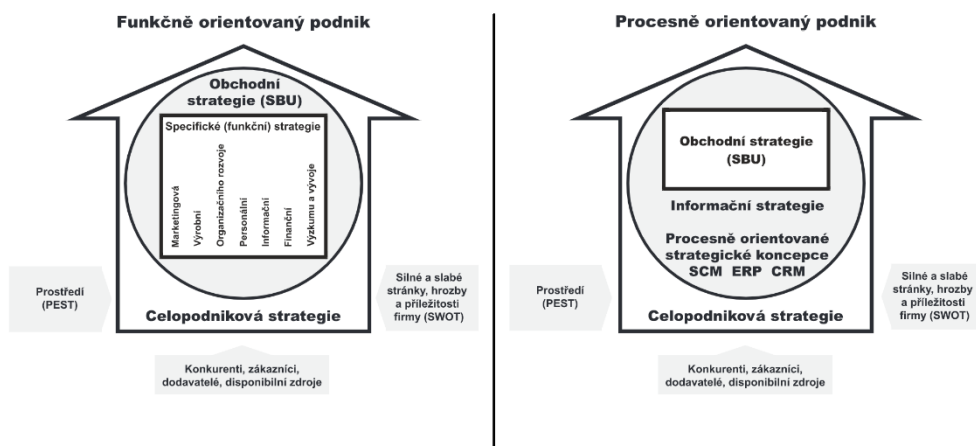 Funkčně orientovaný podnik
Obchodní
strategie (SBU)
Specifické (funkční) strategie
Marketingová
Výrobní
Organizačního rozvoje
Personální
Informační
Finanční
Výzkumu a vývoje
Prostředí
(PEST)
Silné a slabé
stránky, hrozby
a příležitosti
firmy (SWOT)
Celopodniková strategie
Konkurenti, zákazníci,
dodavatelé, disponibilní zdroje
Procesně orientovaný podnik
Obchodní strategie
(SBU)
Informační strategie
Procesně orientované
strategické koncepce
SCM ERP CRM
Prostředí
(PEST)
Silné a slabé
stránky, hrozby
a příležitosti
firmy (SWOT)
Celopodniková strategie
Konkurenti, zákazníci,
dodavatelé, disponibilní zdroje